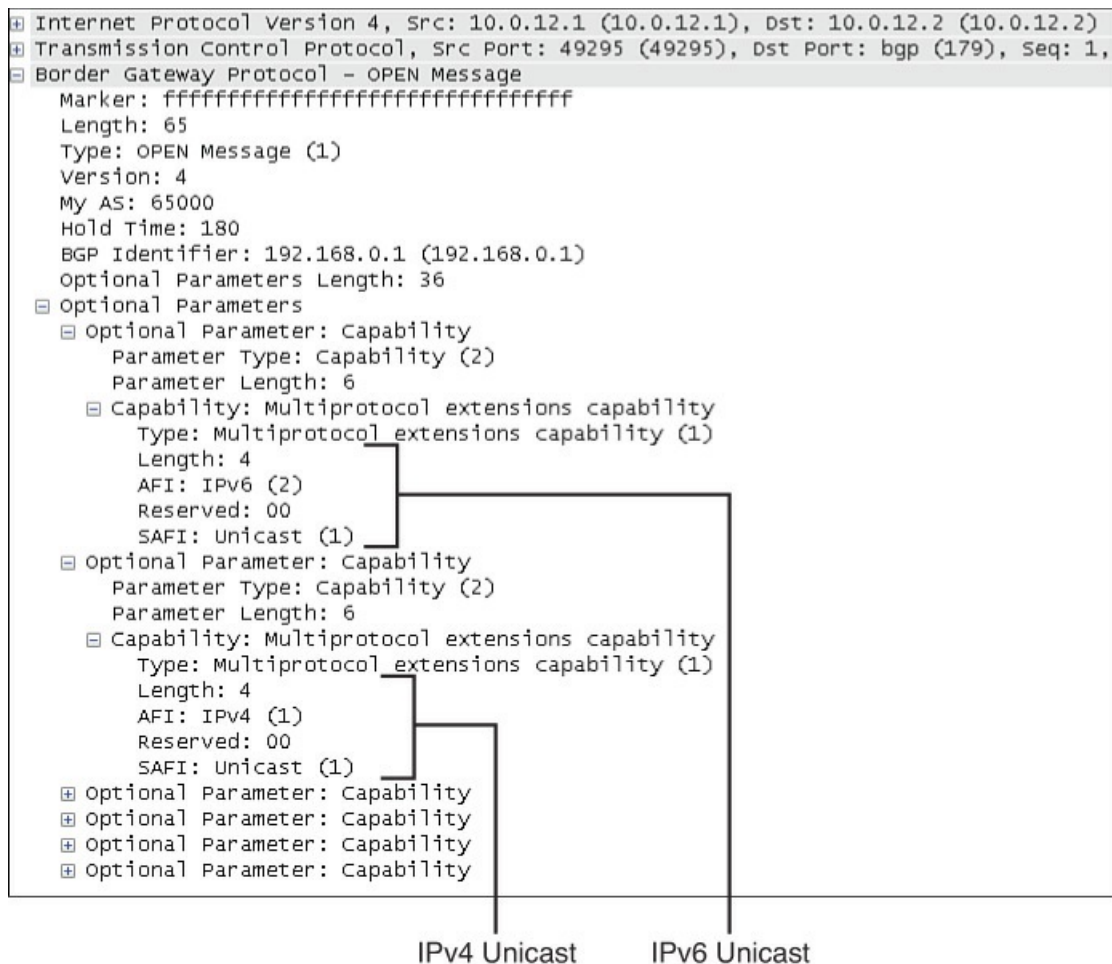 Internet Protocol Version 4, Src: 10.0.12.1 (10.0.12.1), Dst: 10.0.12.2 (10.0.12.2)
Transmission Control Protocol, Src Port: 49295 (49295), Dst Port: bgp (179), Seq: 1,
Border Gateway Protocol - OPEN Message
Marker: ffffffffffffffffffffffffffffffff
Length: 65
Type: OPEN Message (1)
Version: 4
My AS: 65000
Hold Time: 180
BGP Identifier: 192.168.0.1 (192.168.0.1)
Optional Parameters Length: 36
Optional Parameters
Optional Parameter: Capability
Parameter Type: Capability (2)
Parameter Length: 6
Capability: Multiprotocol extensions capability
Type: Multiprotocol extensions capability (1)
Length: 4
AFI: IPv6 (2)
Reserved: 00
SAFI: Unicast (1)
Optional Parameter: Capability
Parameter Type: Capability (2)
Parameter Length: 6
Capability: Multiprotocol extensions capability
Type: Multiprotocol extensions capability (1)
Length: 4
AFI: IPv4 (1)
Reserved: 00
SAFI: Unicast (1)
Optional Parameter: Capability
Optional Parameter: Capability
Optional Parameter: Capability
Optional Parameter: Capability
IPv4 Unicast
IPv6 Unicast